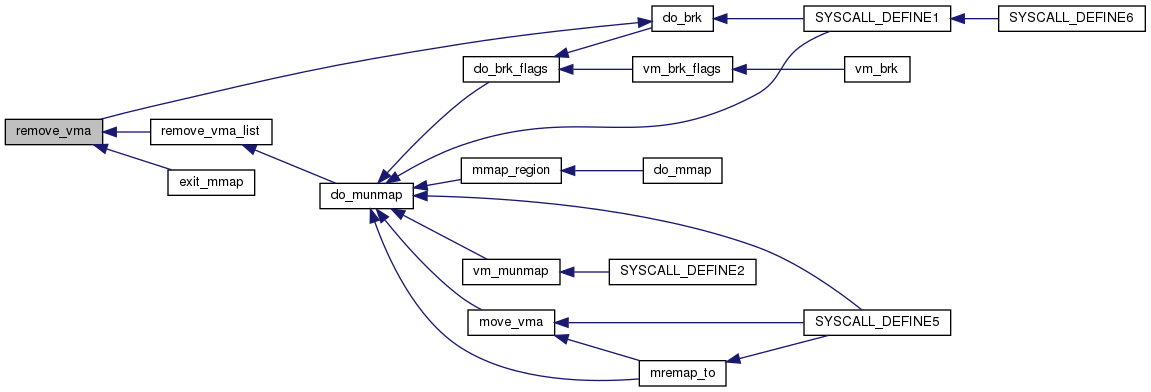 do_brk
SYSCALL_DEFINE1
SYSCALL_DEFINE6
do_brk_flags
vm_brk_flags
vm_brk
remove_vma
remove_vma_list
mmap_region
do_mmap
exit_mmap
do_munmap
vm_munmap
SYSCALL_DEFINE2
move_vma
SYSCALL_DEFINE5
mremap_to